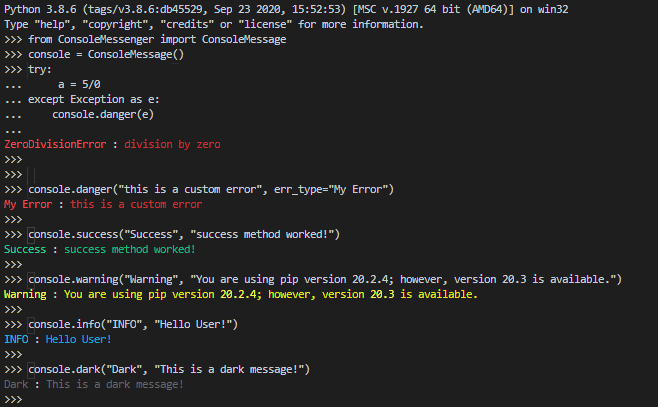 Python 3.8.6 (tags/v3.8.6:db45529, Sep 23 2020, 15:52:53) [MSC v.1927 64 bit (AMD64)] on win32
Type "help", "copyright", "credits" or "license" for more information.
>>> from ConsoleMessenger import ConsoleMessage
>>> console = ConsoleMessage()
>>> try:
...     a = 5/0
... except Exception as e:
...    console.danger(e)
...
ZeroDivisionError : division by zero
>>>
>>>
>>> console.danger("this is a custom error", err_type="My Error")
My Error : this is a custom error
>>>
>>> console.success("Success", "success method worked!")
Success : success method worked!
>>>
>>> console.warning("Warning", "You are using pip version 20.2.4; however, version 20.3 is available.")
Warning : You are using pip version 20.2.4; however, version 20.3 is available.
>>>
>>> console.info("INFO", "Hello User!")
INFO : Hello User!
>>>
>>> console.dark("Dark", "This is a dark message!")
Dark : This is a dark message!
>>>